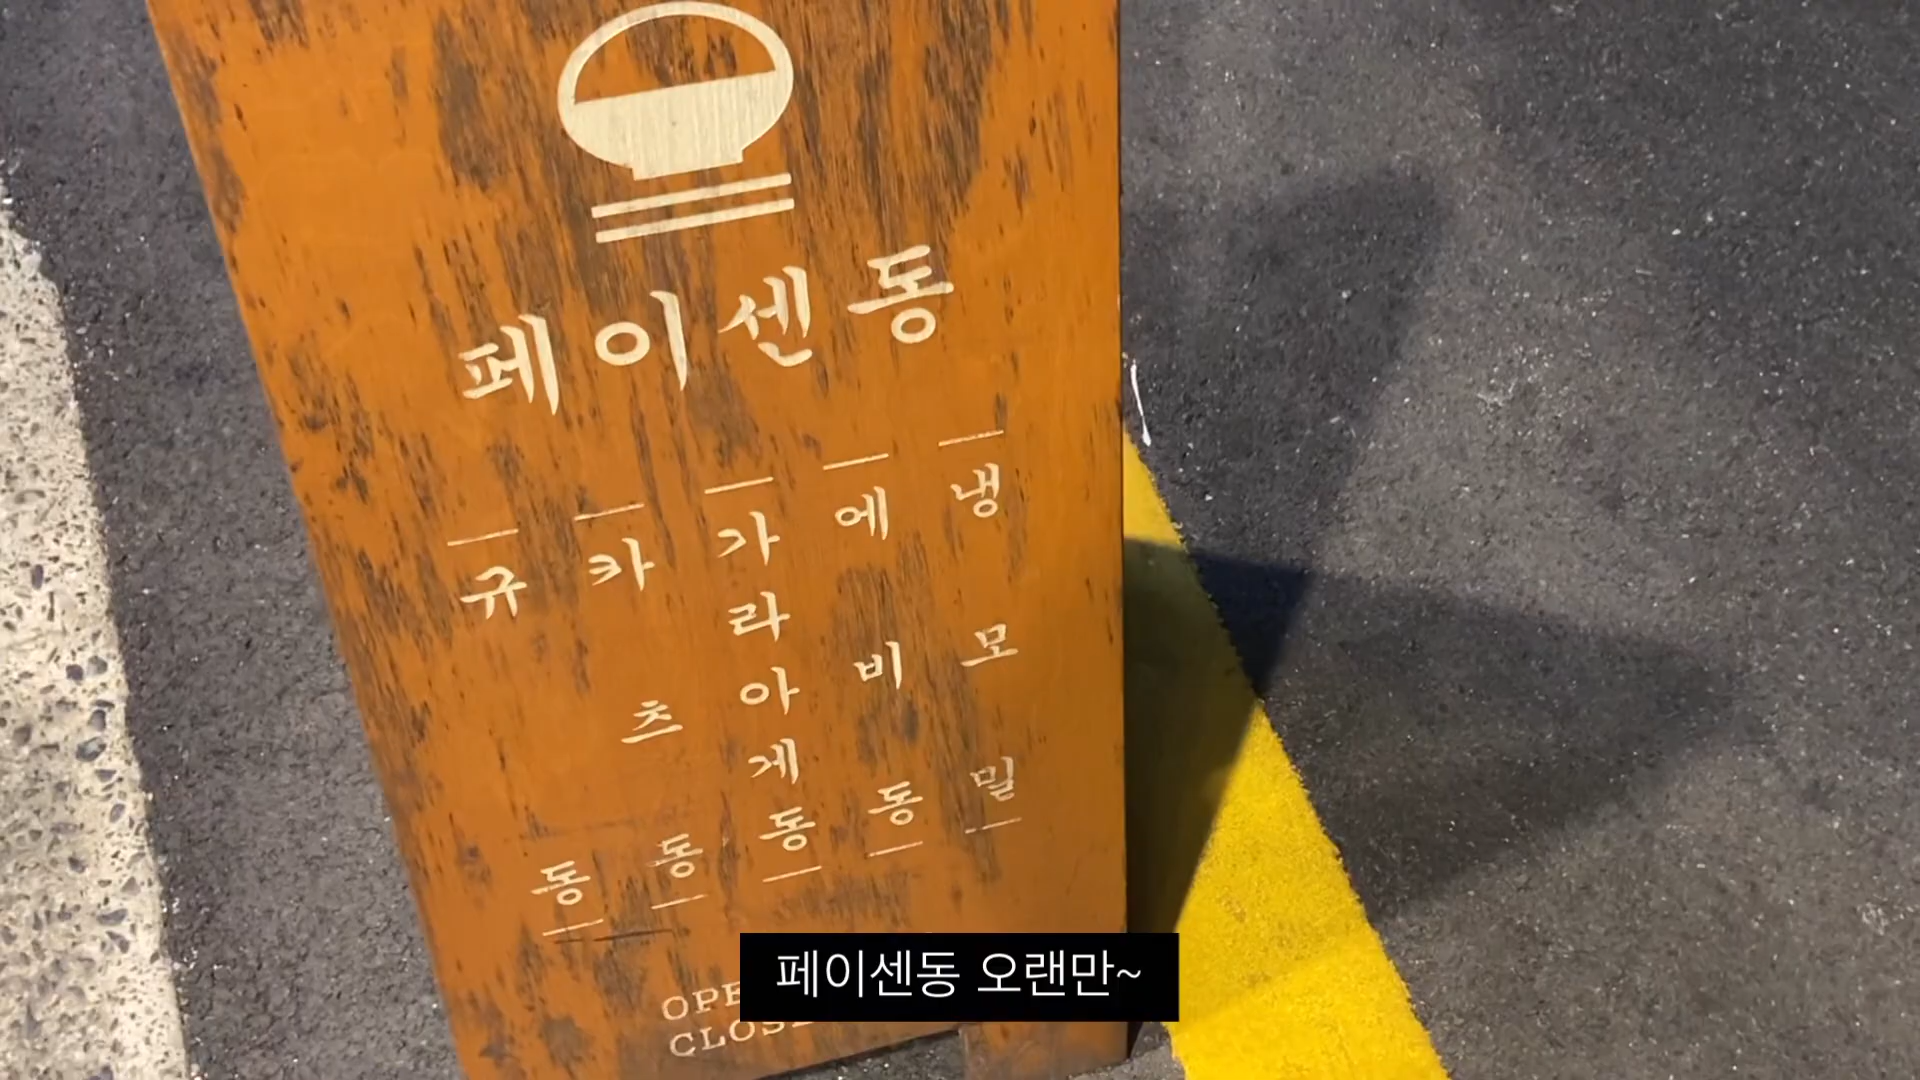 페이센동
규동
카츠동
가라아게동
에비동
냉모밀
페이센동 오랜만~